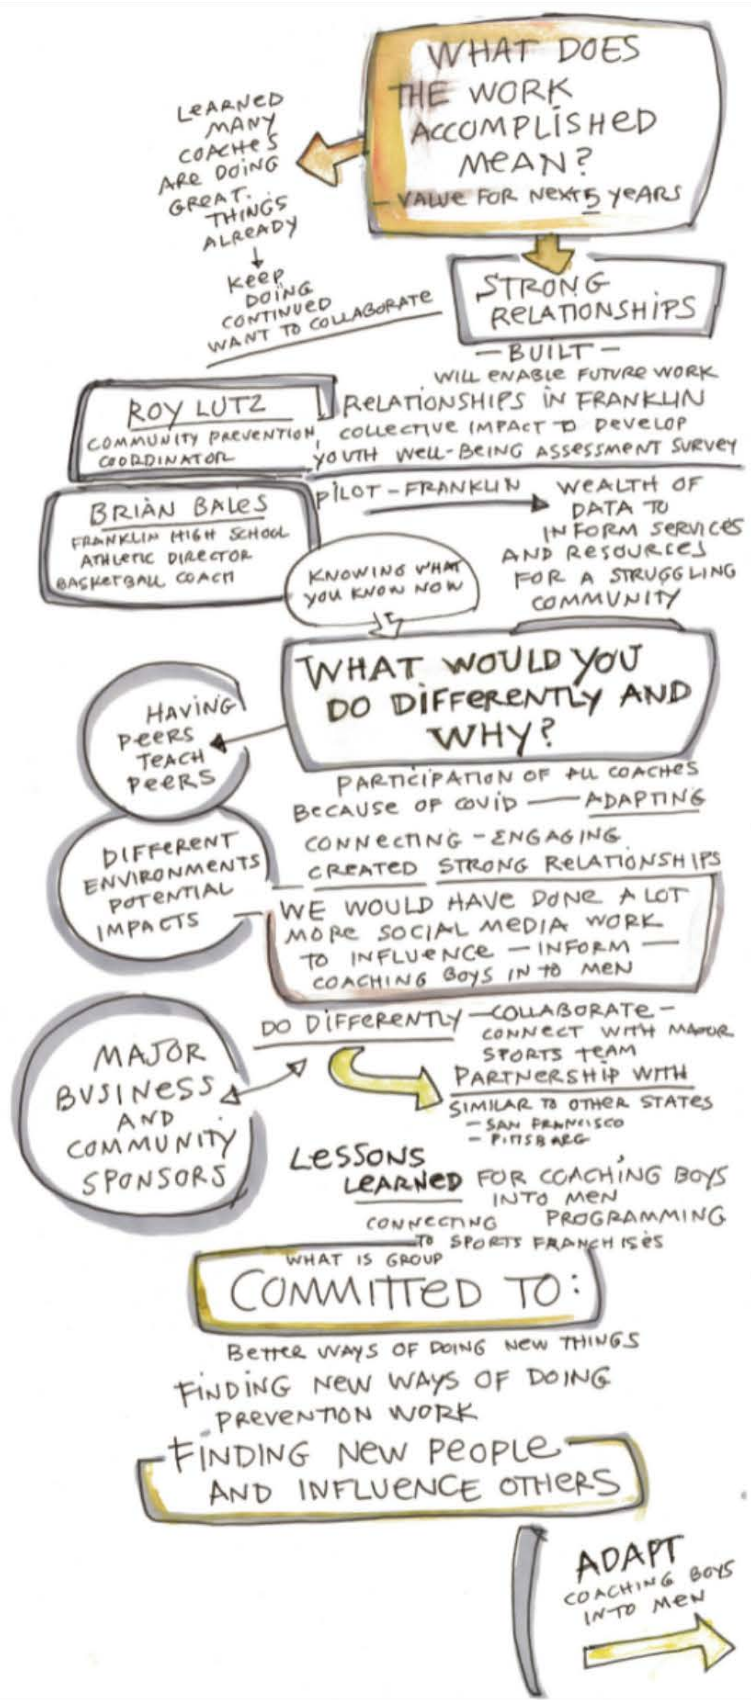 WHAT DOES
THE WORK
ACCOMPLISHED
MEAN?
- VALUE FOR NEXT 5 YEARS
LEARNED
MANY
COACHES
ARE DOING
GREAT
THINGS
ALREADY
KEEP
DOING
CONTINUED
WANT TO COLLABORATE
STRONG
RELATIONSHIPS
- BUILT -
WILL ENABLE FUTURE WORK
ROY LUTZ
COMMUNITY PREVENTION
COORDINATOR
RELATIONSHIPS IN FRANKLIN
COLLECTIVE IMPACT TO DEVELOP
YOUTH WELL-BEING ASSESSMENT SURVEY
BRIAN BALES
FRANKLIN HIGH SCHOOL
ATHLETIC DIRECTOR
BASKETBALL COACH
PILOT - FRANKLIN
WEALTH OF
DATA TO
INFORM SERVICES
AND RESOURCES
FOR A STRUGGLING
COMMUNITY
KNOWING WHAT
YOU KNOW NOW
WHAT WOULD YOU
DO DIFFERENTLY AND
WHY?
HAVING
PEERS
TEACH
PEERS
PARTICIPATION OF ALL COACHES
BECAUSE OF COVID — ADAPTING
CONNECTING - ENGAGING
CREATED STRONG RELATIONSHIPS
DIFFERENT
ENVIRONMENTS
POTENTIAL
IMPACTS
WE WOULD HAVE DONE A LOT
MORE SOCIAL MEDIA WORK
TO INFLUENCE - INFORM -
COACHING BOYS IN TO MEN
DO DIFFERENTLY - COLLABORATE -
CONNECT WITH MAJOR
SPORTS TEAM
PARTNERSHIP WITH
SIMILAR TO OTHER STATES
- SAN FRANCISCO
- PITTSBARG
MAJOR
BUSINESS
AND
COMMUNITY
SPONSORS
LESSONS
LEARNED FOR COACHING BOYS
INTO MEN
CONNECTING PROGRAMMING
TO SPORTS FRANCHISES
WHAT IS GROUP
COMMITTED TO:
BETTER WAYS OF DOING NEW THINGS
FINDING NEW WAYS OF DOING
PREVENTION WORK
FINDING NEW PEOPLE
AND INFLUENCE OTHERS
ADAPT
COACHING BOYS
INTO MEN